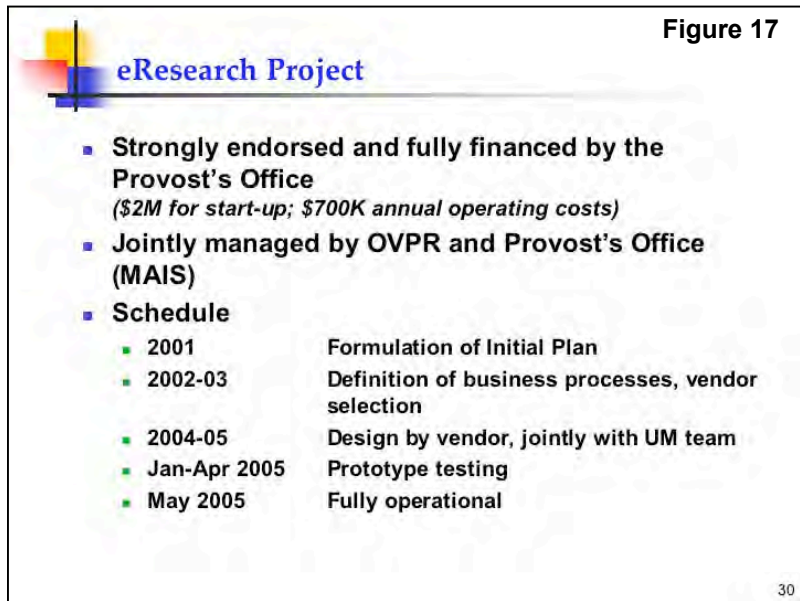 Figure 17
eResearch Project
Strongly endorsed and fully financed by the
Provost's Office
($2M for start-up; $700K annual operating costs)
Jointly managed by OVPR and Provost's Office
(MAIS)
Schedule
2001 Formulation of Initial Plan
2002-03 Definition of business processes, vendor
selection
2004-05 Design by vendor, jointly with UM team
Jan-Apr 2005 Prototype testing
May 2005 Fully operational
30